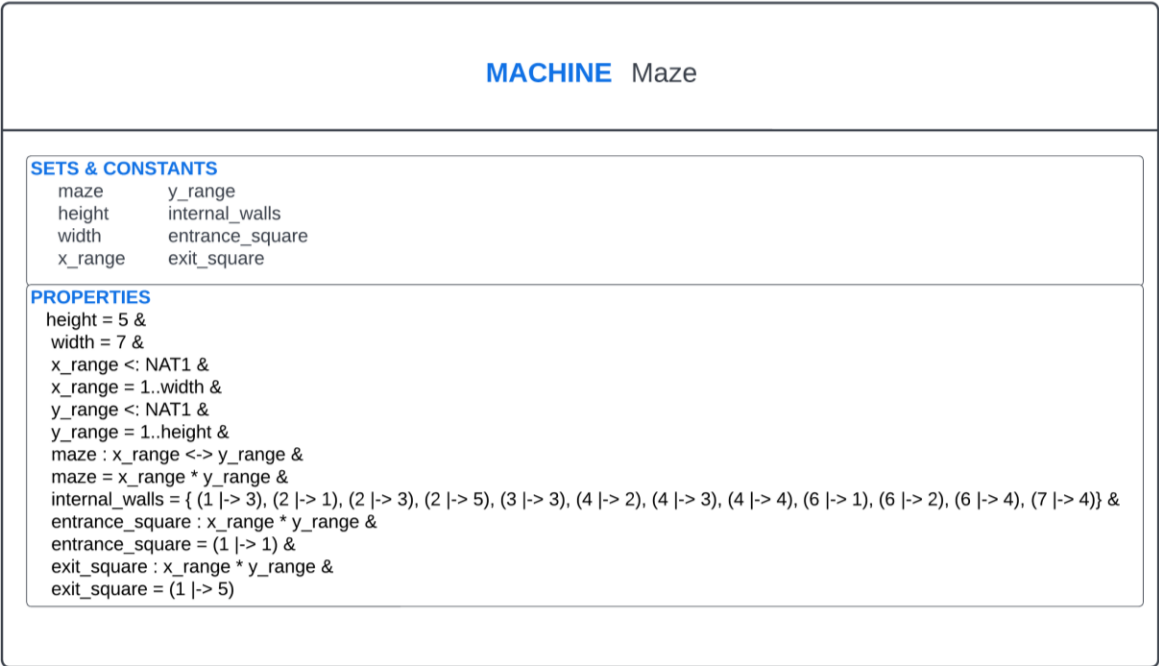 MACHINE Maze
SETS & CONSTANTS
maze y_range
height internal_walls
width entrance_square
x_range exit_square
PROPERTIES
height = 5 &
width = 7 &
x_range <: NAT1 &
x_range = 1..width &
y_range <: NAT1 &
y_range = 1..height &
maze : x_range <-> y_range &
maze = x_range * y_range &
internal_walls = { (1 |-> 3), (2 |-> 1), (2 |-> 3), (2 |-> 5), (3 |-> 3), (4 |-> 2), (4 |-> 3), (4 |-> 4), (6 |-> 1), (6 |-> 2), (6 |-> 4), (7 |-> 4)} &
entrance_square : x_range * y_range &
entrance_square = (1 |-> 1) &
exit_square : x_range * y_range &
exit_square = (1 |-> 5)